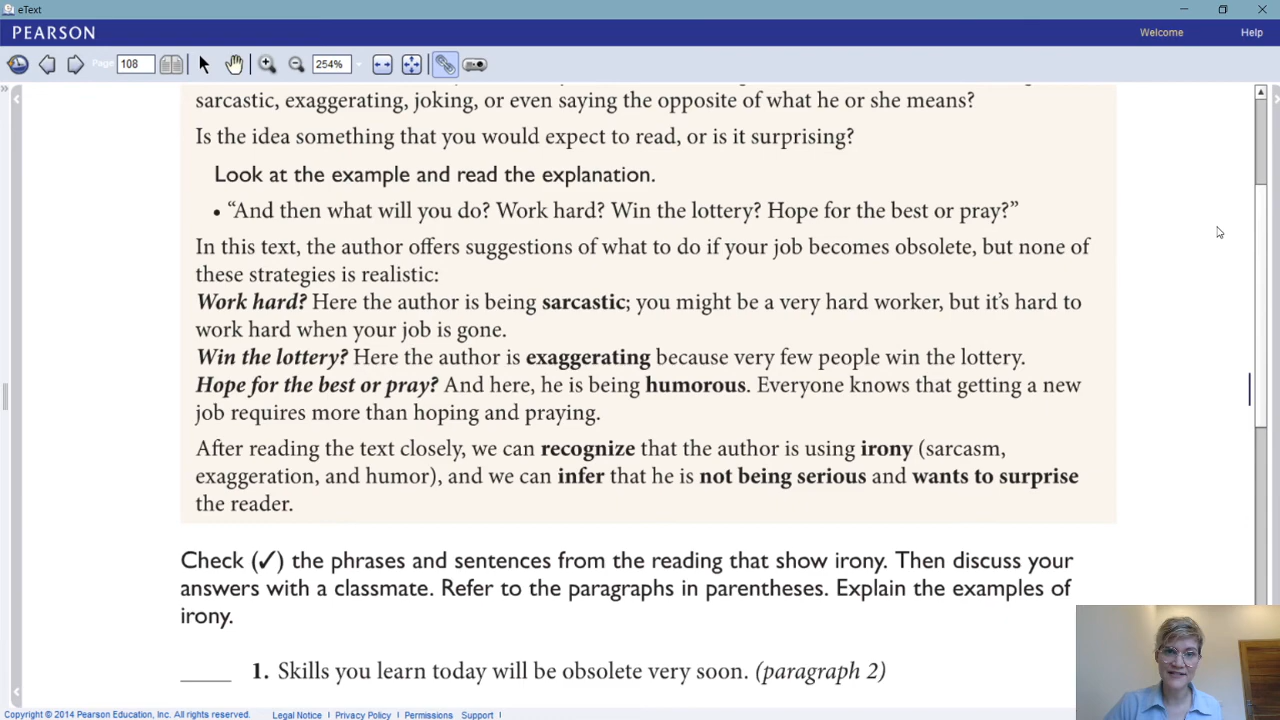 eText
PEARSON
Welcome
Help
Page
108
254%
sarcastic, exaggerating, joking, or even saying the opposite of what he or she means?
Is the idea something that you would expect to read, or is it surprising?
Look at the example and read the explanation.
• “And then what will you do? Work hard? Win the lottery? Hope for the best or pray?”
In this text, the author offers suggestions of what to do if your job becomes obsolete, but none of
these strategies is realistic:
Work hard? Here the author is being sarcastic; you might be a very hard worker, but it’s hard to
work hard when your job is gone.
Win the lottery? Here the author is exaggerating because very few people win the lottery.
Hope for the best or pray? And here, he is being humorous. Everyone knows that getting a new
job requires more than hoping and praying.
After reading the text closely, we can recognize that the author is using irony (sarcasm,
exaggeration, and humor), and we can infer that he is not being serious and wants to surprise
the reader.
Check (✓) the phrases and sentences from the reading that show irony. Then discuss your
answers with a classmate. Refer to the paragraphs in parentheses. Explain the examples of
irony.
_____ 1. Skills you learn today will be obsolete very soon. (paragraph 2)
Copyright © 2014 Pearson Education, Inc. All rights reserved. Legal Notice | Privacy Policy | Permissions Support |